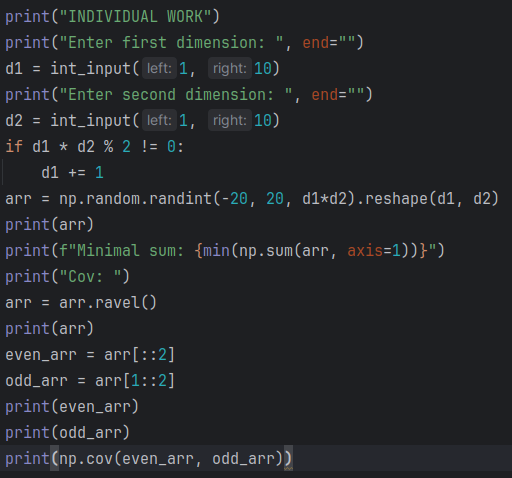 print("INDIVIDUAL WORK")
print("Enter first dimension: ", end="")
d1 = int_input(left: 1, right: 10)
print("Enter second dimension: ", end="")
d2 = int_input(left: 1, right: 10)
if d1 * d2 % 2 != 0:
    d1 += 1
arr = np.random.randint(-20, 20, d1*d2).reshape(d1, d2)
print(arr)
print(f"Minimal sum: {min(np.sum(arr, axis=1))}")
print("Cov: ")
arr = arr.ravel()
print(arr)
even_arr = arr[::2]
odd_arr = arr[1::2]
print(even_arr)
print(odd_arr)
print(np.cov(even_arr, odd_arr))